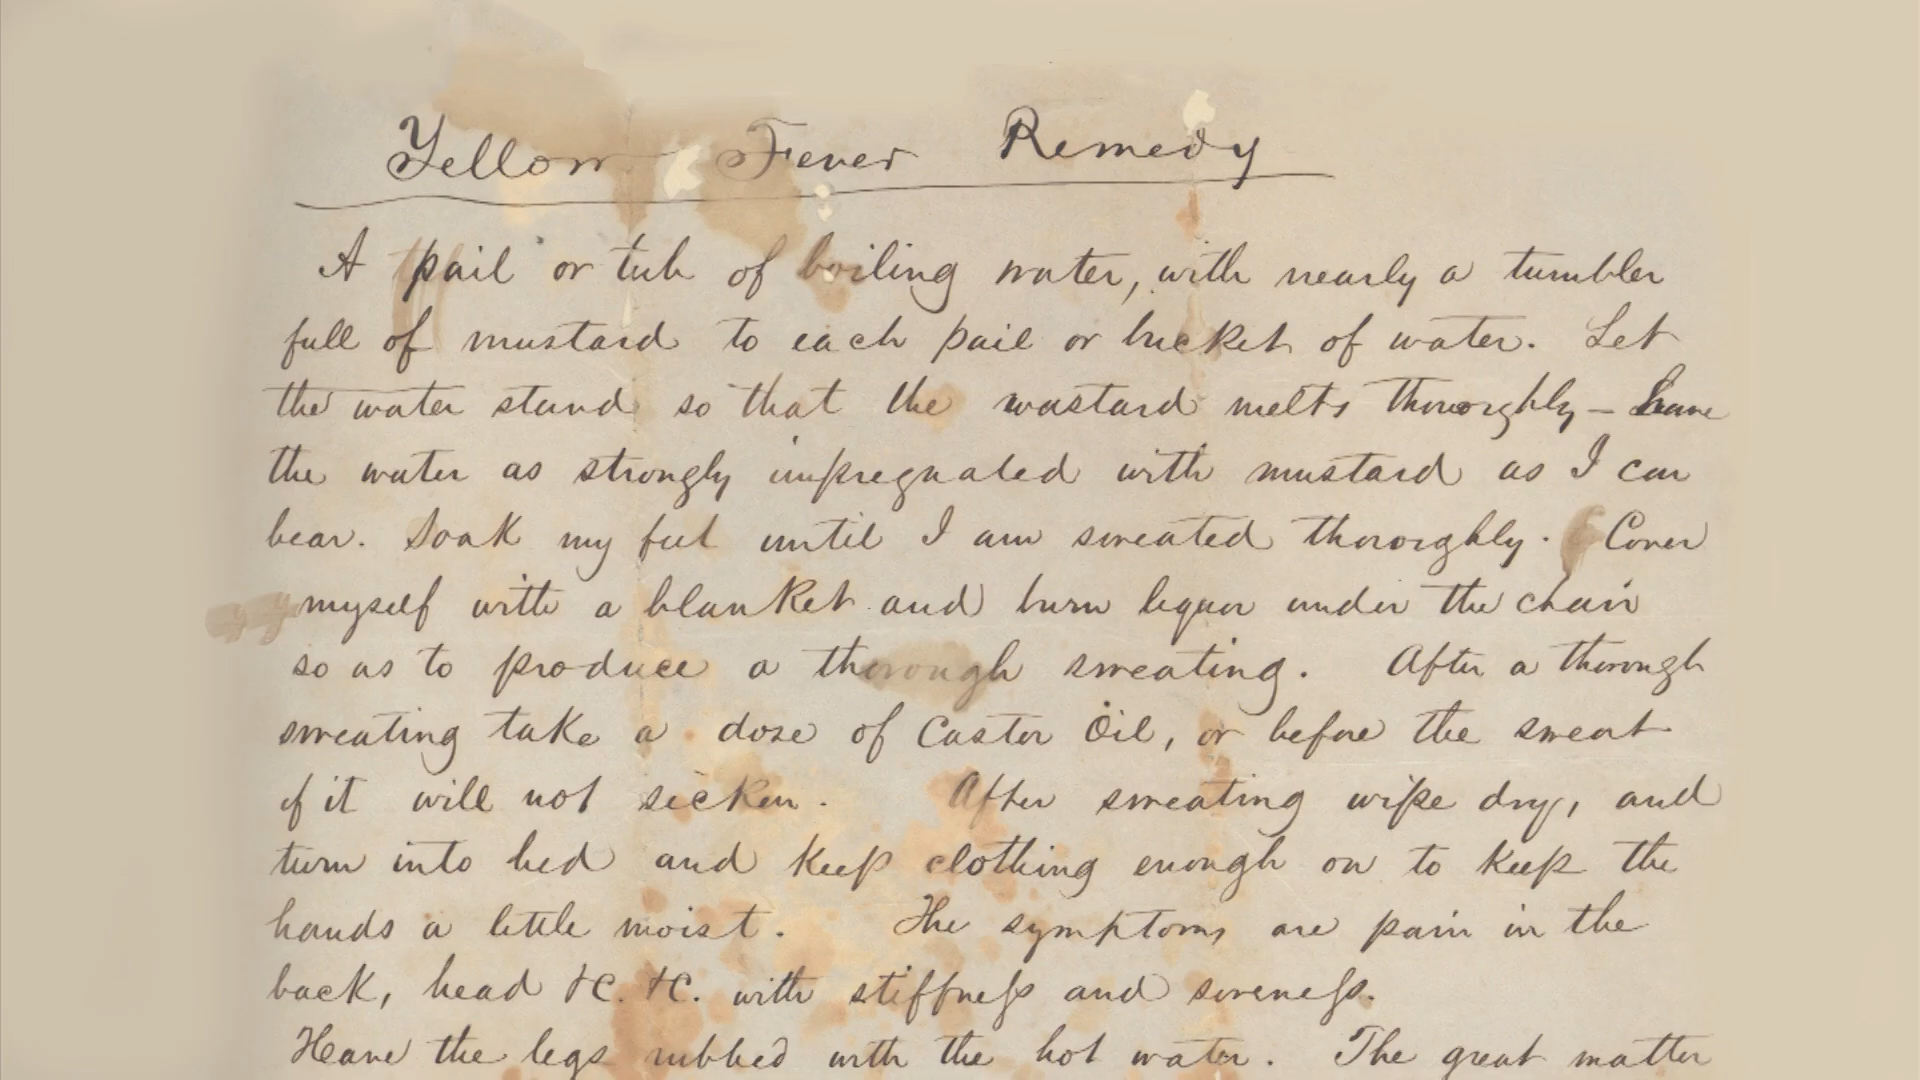 Yellow Fever Remedy
A pail or tub of boiling water, with nearly a tumbler
full of mustard to each pail or bucket of water. Let
the water stand so that the mastard melts thoroughly – have
the water as strongly impregnated with mustard as I can
bear. Soak my feet until I am sweated thoroughly. Cover
myself with a blanket and burn liquor under the chair
so as to produce a thorough sweating. After a thorough
sweating take a dose of Castor Oil, or before the sweat
if it will not sicken. After sweating wipe dry, and
turn into bed and keep clothing enough on to keep the
hands a little moist. The symptoms are pain in the
back, head &C. &C. with stiffness and soreness.
Have the legs rubbed with the hot water. The great matter